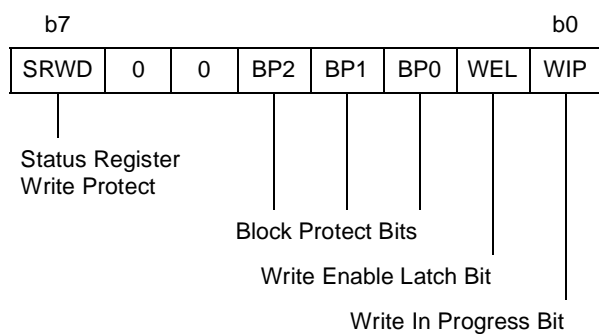 b7 b0
SRWD 0 0 BP2 BP1 BP0 WEL WIP
Status Register
Write Protect
Block Protect Bits
Write Enable Latch Bit
Write In Progress Bit